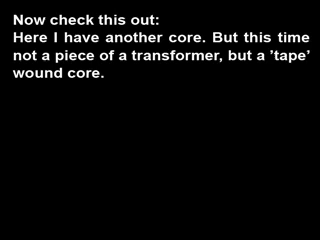 Now check this out:
Here I have another core. But this time
not a piece of a transformer, but a ’tape’
wound core.